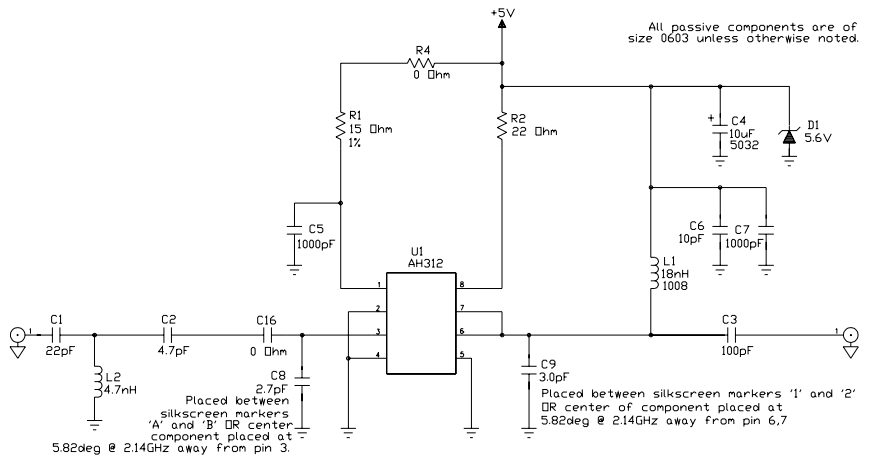 +5V
All passive components are of
size 0603 unless otherwise noted.
R4
0 Ohm
R1
15 Ohm
1%
R2
22 Ohm
+
C4
10uF
5032
D1
5.6V
C5
1000pF
C6
10pF
C7
1000pF
U1
AH312
L1
18nH
1008
1
2
3
4
8
7
6
5
1
C1
22pF
C2
4.7pF
C16
0 Ohm
C3
100pF
1
L2
4.7nH
C8
2.7pF
Placed between
silkscreen markers
'A' and 'B' OR center
component placed at
5.82deg @ 2.14GHz away from pin 3.
C9
3.0pF
Placed between silkscreen markers '1' and '2'
OR center of component placed at
5.82deg @ 2.14GHz away from pin 6,7